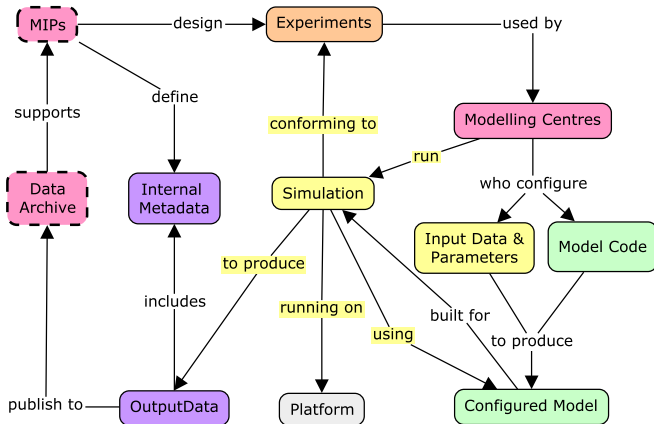 MIPs
design
Experiments
used by
define
supports
conforming to
Modelling Centres
run
Data
Archive
Internal
Metadata
Simulation
who configure
Input Data &
Parameters
Model Code
to produce
includes
running on
built for
using
to produce
publish to
OutputData
Platform
Configured Model